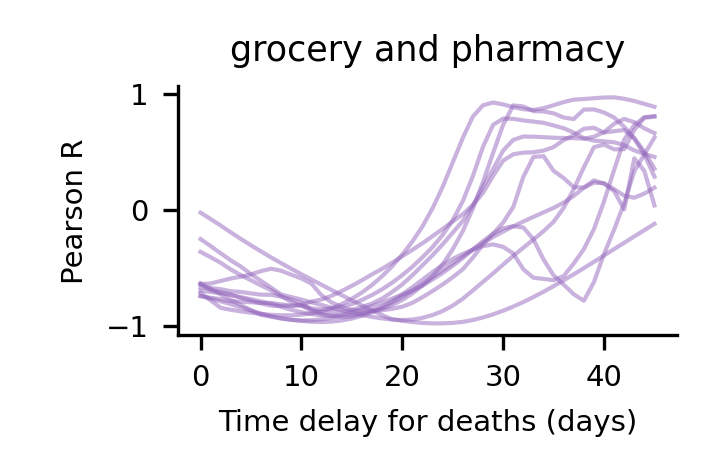 grocery and pharmacy
Pearson R
1
0
−1
0 10 20 30 40
Time delay for deaths (days)